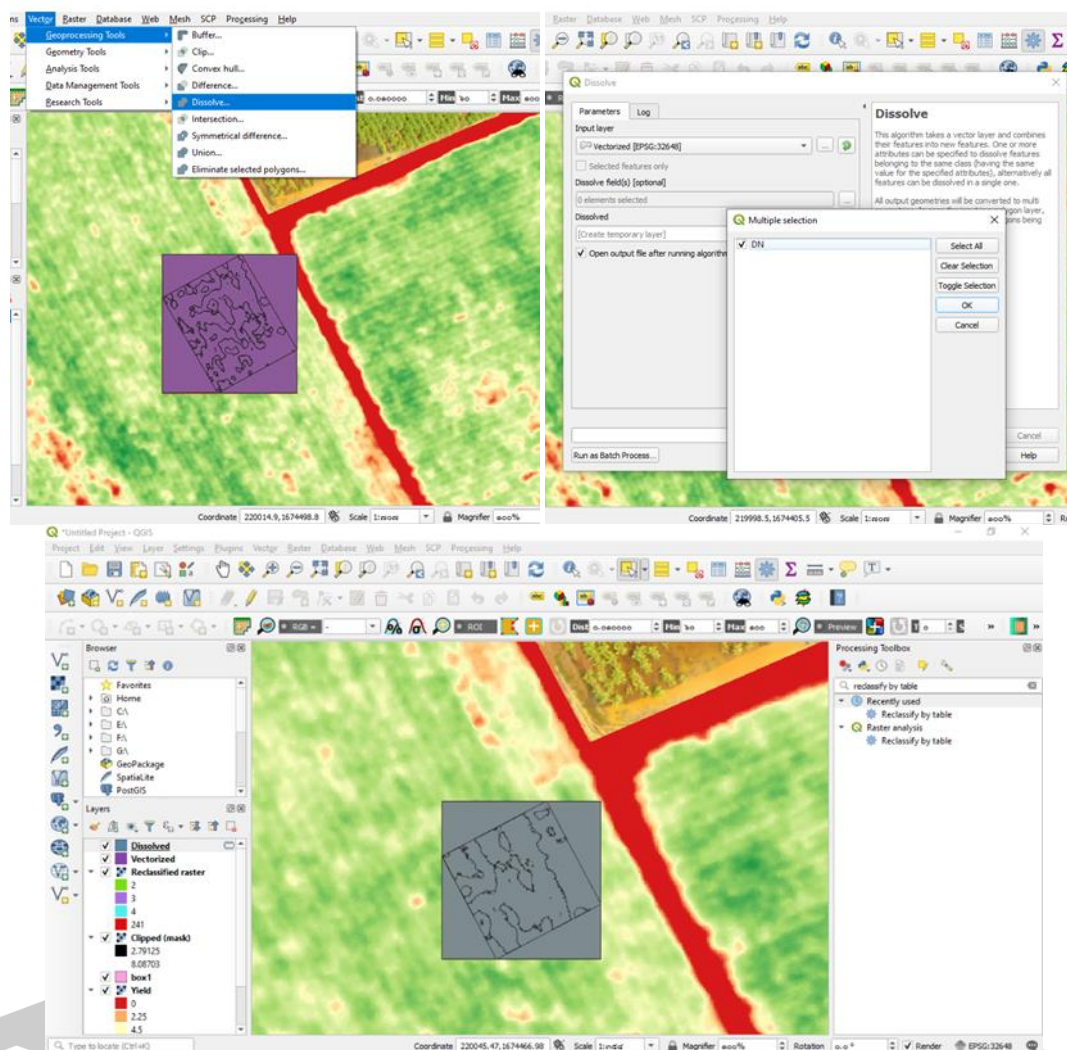 ns Vector Raster Database Web Mesh SCP Processing Help
Geoprocessing Tools
Geometry Tools
Analysis Tools
Data Management Tools
Research Tools
Buffer...
Clip...
Convex hull...
Difference...
Dissolve...
Intersection...
Symmetrical difference...
Union...
Eliminate selected polygons...
Coordinate 220014.9,1674498.8 Scale Magnifier
Raster Database Web Mesh SCP Processing Help
Dissolve
Parameters Log
Input layer
Vectorized [EPSG:32648]
Selected features only
Dissolve field(s) [optional]
0 elements selected
Dissolved
[Create temporary layer]
Open output file after running algorithm
Run as Batch Process...
Dissolve
This algorithm takes a vector layer and combines
their features into new features. One or more
attributes can be specified to dissolve features
belonging to the same class (having the same
value for the specified attributes), alternatively all
features can be dissolved in a single one.
All output geometries will be converted to multi
Multiple selection
DN
Select All
Clear Selection
Toggle Selection
OK
Cancel
Cancel
Help
Coordinate 219998.5,1674405.5 Scale Magnifier
*Untitled Project - QGIS
Project Edit View Layer Settings Plugins Vector Raster Database Web Mesh SCP Processing Help
RGB = - ROI Dist Min Max Preview
Browser
Favorites
Home
C:\
E:\
F:\
G:\
GeoPackage
SpatiaLite
PostGIS
Layers
Dissolved
Vectorized
Reclassified raster
2
3
4
241
Clipped (mask)
2.79125
8.08703
box1
Yield
0
2.25
4.5
Processing Toolbox
reclassify by table
Recently used
Reclassify by table
Raster analysis
Reclassify by table
Type to locate (Ctrl+K)
Coordinate 220045.47,1674466.98 Scale Magnifier Rotation Render EPSG:32648